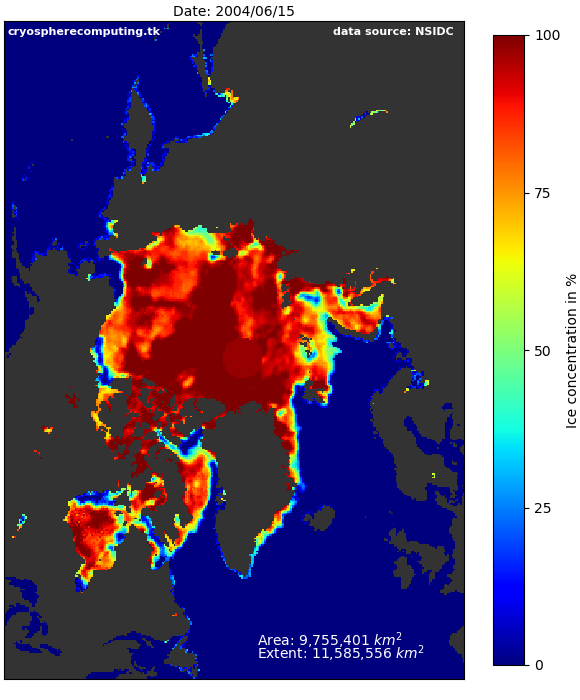 Date: 2004/06/15
cryospherecomputing.tk data source: NSIDC
100
75
50
25
0
Ice concentration in %
Area: 9,755,401 km²
Extent: 11,585,556 km²